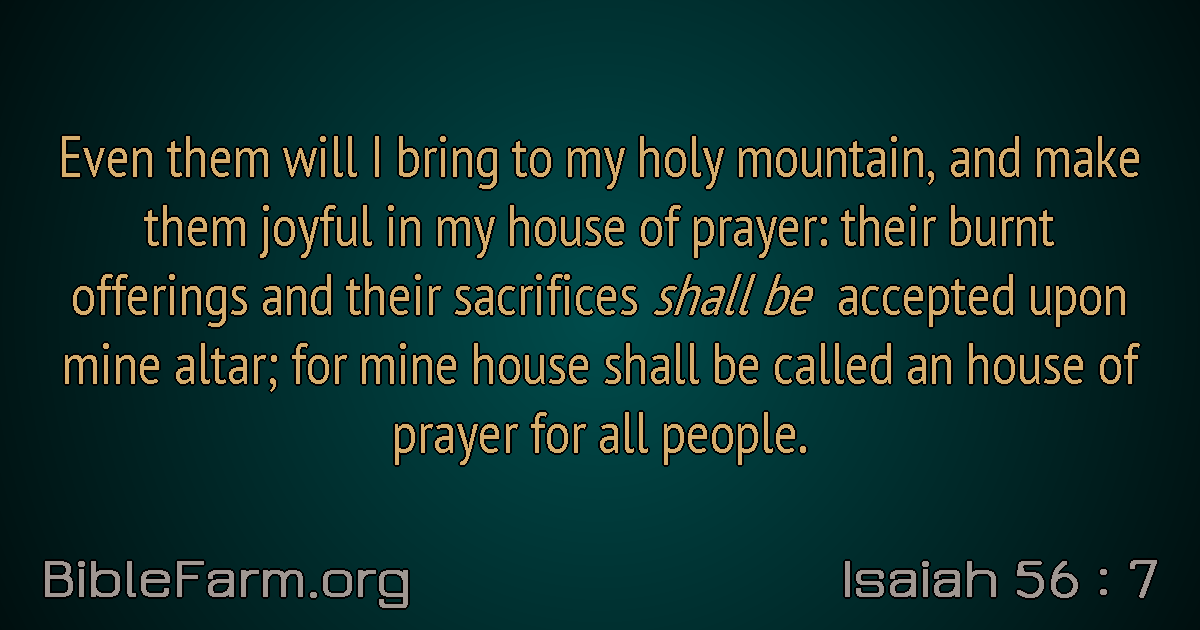 Even them will I bring to my holy mountain, and make
them joyful in my house of prayer: their burnt
offerings and their sacrifices shall be accepted upon
mine altar; for mine house shall be called an house of
prayer for all people.
BibleFarm.org
Isaiah 56 : 7